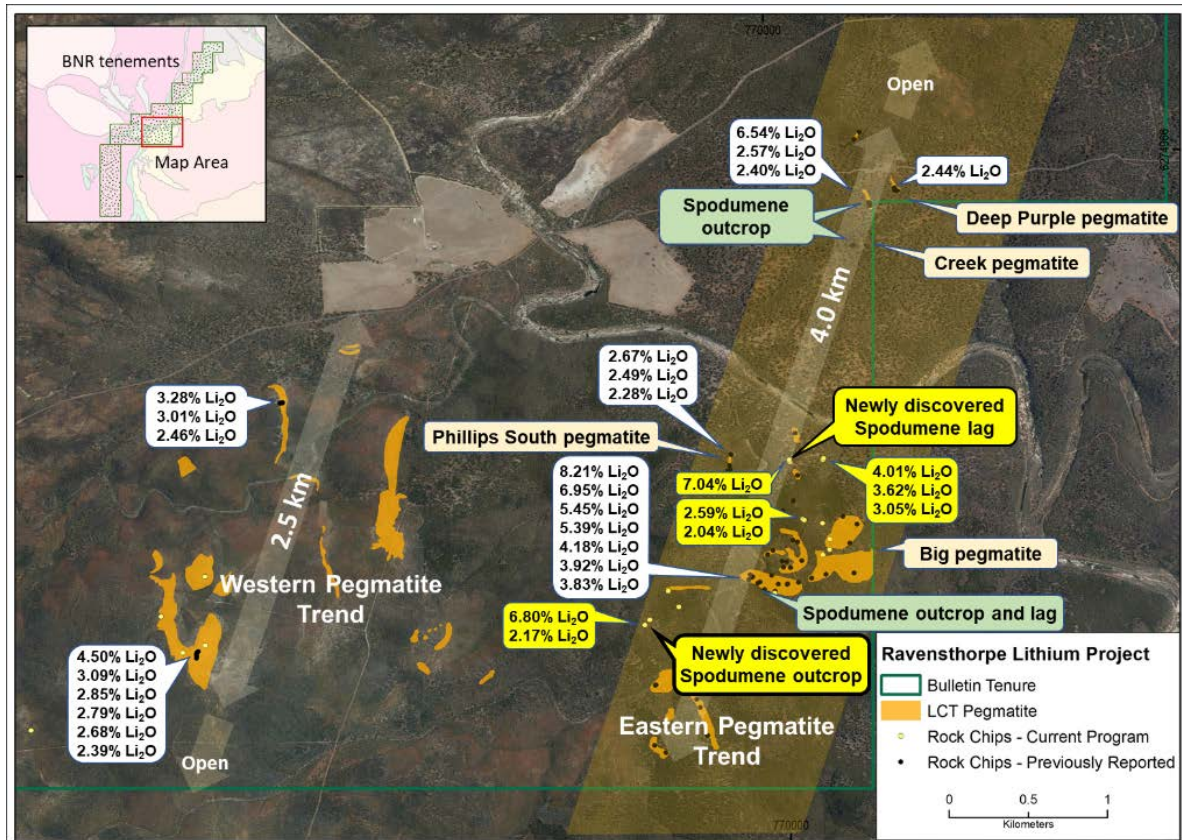 BNR tenements
Map Area
770000
Open
6.54% Li₂O
2.57% Li₂O
2.40% Li₂O
2.44% Li₂O
Spodumene
outcrop
Deep Purple pegmatite
Creek pegmatite
4.0 km
2.67% Li₂O
2.49% Li₂O
2.28% Li₂O
3.28% Li₂O
3.01% Li₂O
2.46% Li₂O
Newly discovered
Spodumene lag
Phillips South pegmatite
8.21% Li₂O
6.95% Li₂O
5.45% Li₂O
5.39% Li₂O
4.18% Li₂O
3.92% Li₂O
3.83% Li₂O
7.04% Li₂O
4.01% Li₂O
3.62% Li₂O
3.05% Li₂O
2.59% Li₂O
2.04% Li₂O
2.5 km
Big pegmatite
Western Pegmatite
Trend
Spodumene outcrop and lag
6.80% Li₂O
2.17% Li₂O
4.50% Li₂O
3.09% Li₂O
2.85% Li₂O
2.79% Li₂O
2.68% Li₂O
2.39% Li₂O
Newly discovered
Spodumene outcrop
Eastern Pegmatite
Trend
Open
Ravensthorpe Lithium Project
Bulletin Tenure
LCT Pegmatite
Rock Chips - Current Program
Rock Chips - Previously Reported
0 0.5 1
Kilometers
770000